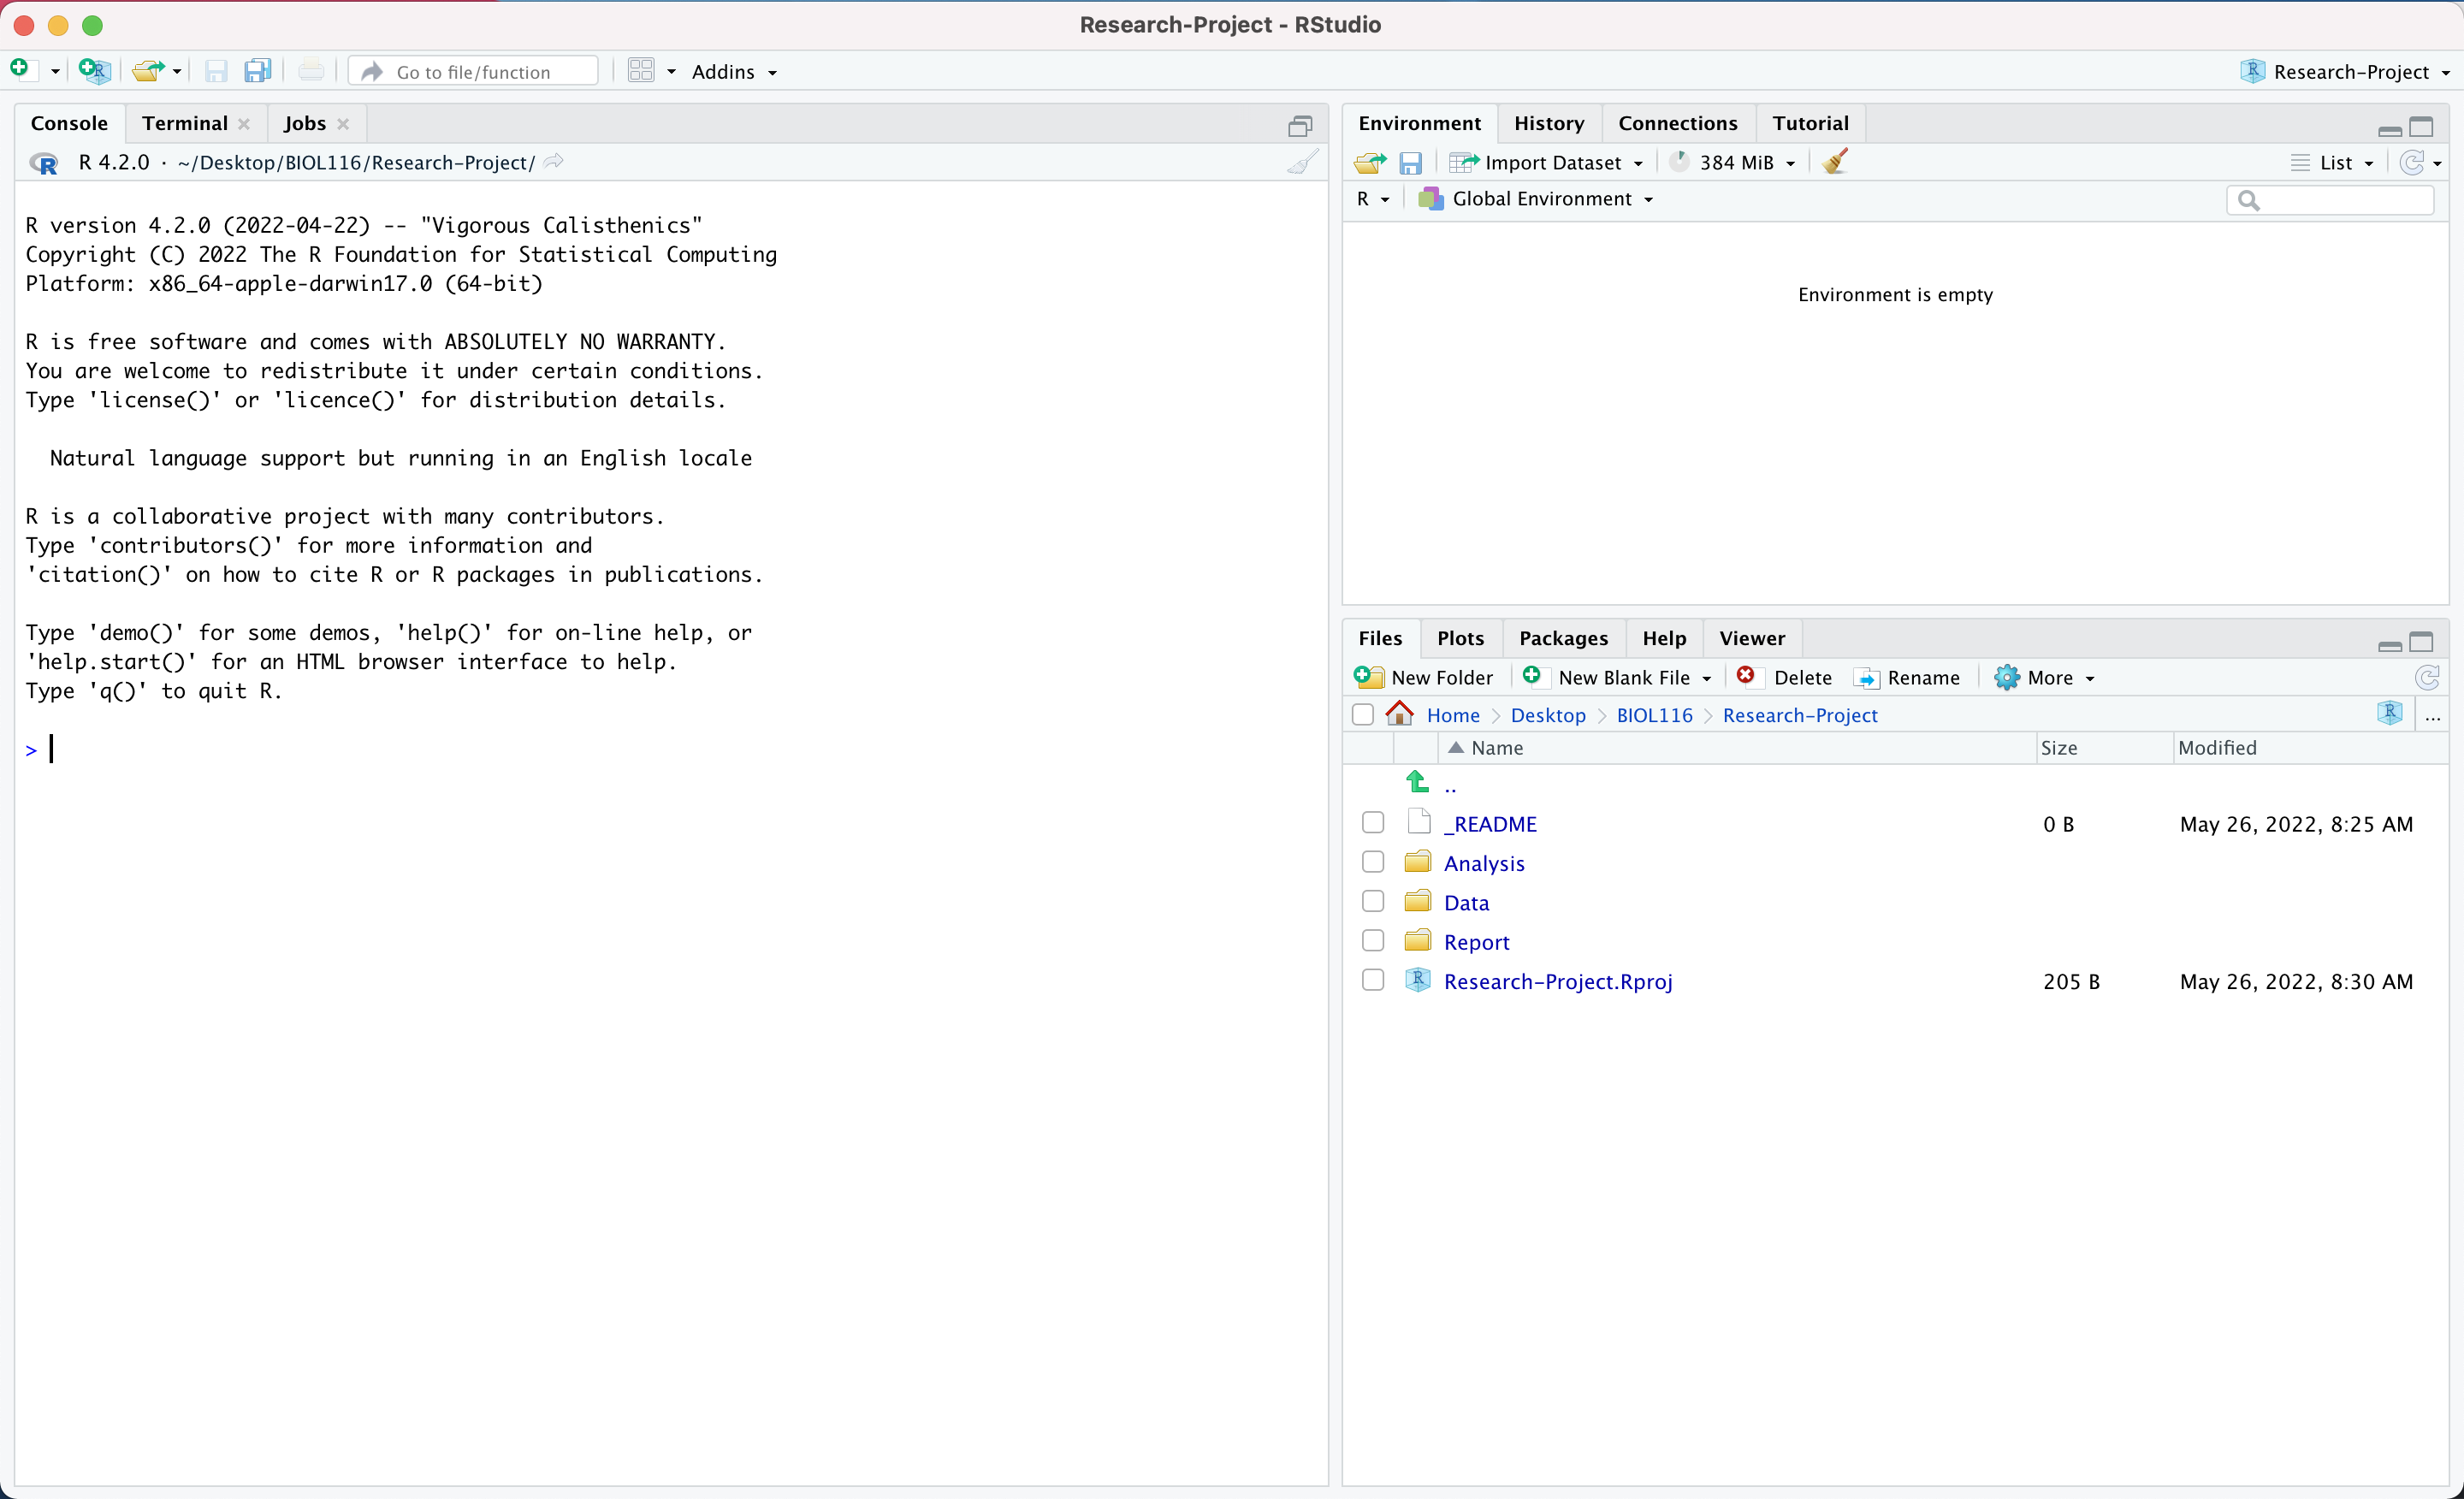 Research-Project - RStudio
Go to file/function
Addins
Research-Project
Console Terminal Jobs
R 4.2.0 · ~/Desktop/BIOL116/Research-Project/
R version 4.2.0 (2022-04-22) -- "Vigorous Calisthenics"
Copyright (C) 2022 The R Foundation for Statistical Computing
Platform: x86_64-apple-darwin17.0 (64-bit)
R is free software and comes with ABSOLUTELY NO WARRANTY.
You are welcome to redistribute it under certain conditions.
Type 'license()' or 'licence()' for distribution details.
Natural language support but running in an English locale
R is a collaborative project with many contributors.
Type 'contributors()' for more information and
'citation()' on how to cite R or R packages in publications.
Type 'demo()' for some demos, 'help()' for on-line help, or
'help.start()' for an HTML browser interface to help.
Type 'q()' to quit R.
>
Environment History Connections Tutorial
Import Dataset 384 MiB List
R Global Environment
Environment is empty
Files Plots Packages Help Viewer
New Folder New Blank File Delete Rename More
Home Desktop BIOL116 Research-Project ...
Name Size Modified
..
_README 0 B May 26, 2022, 8:25 AM
Analysis
Data
Report
Research-Project.Rproj 205 B May 26, 2022, 8:30 AM